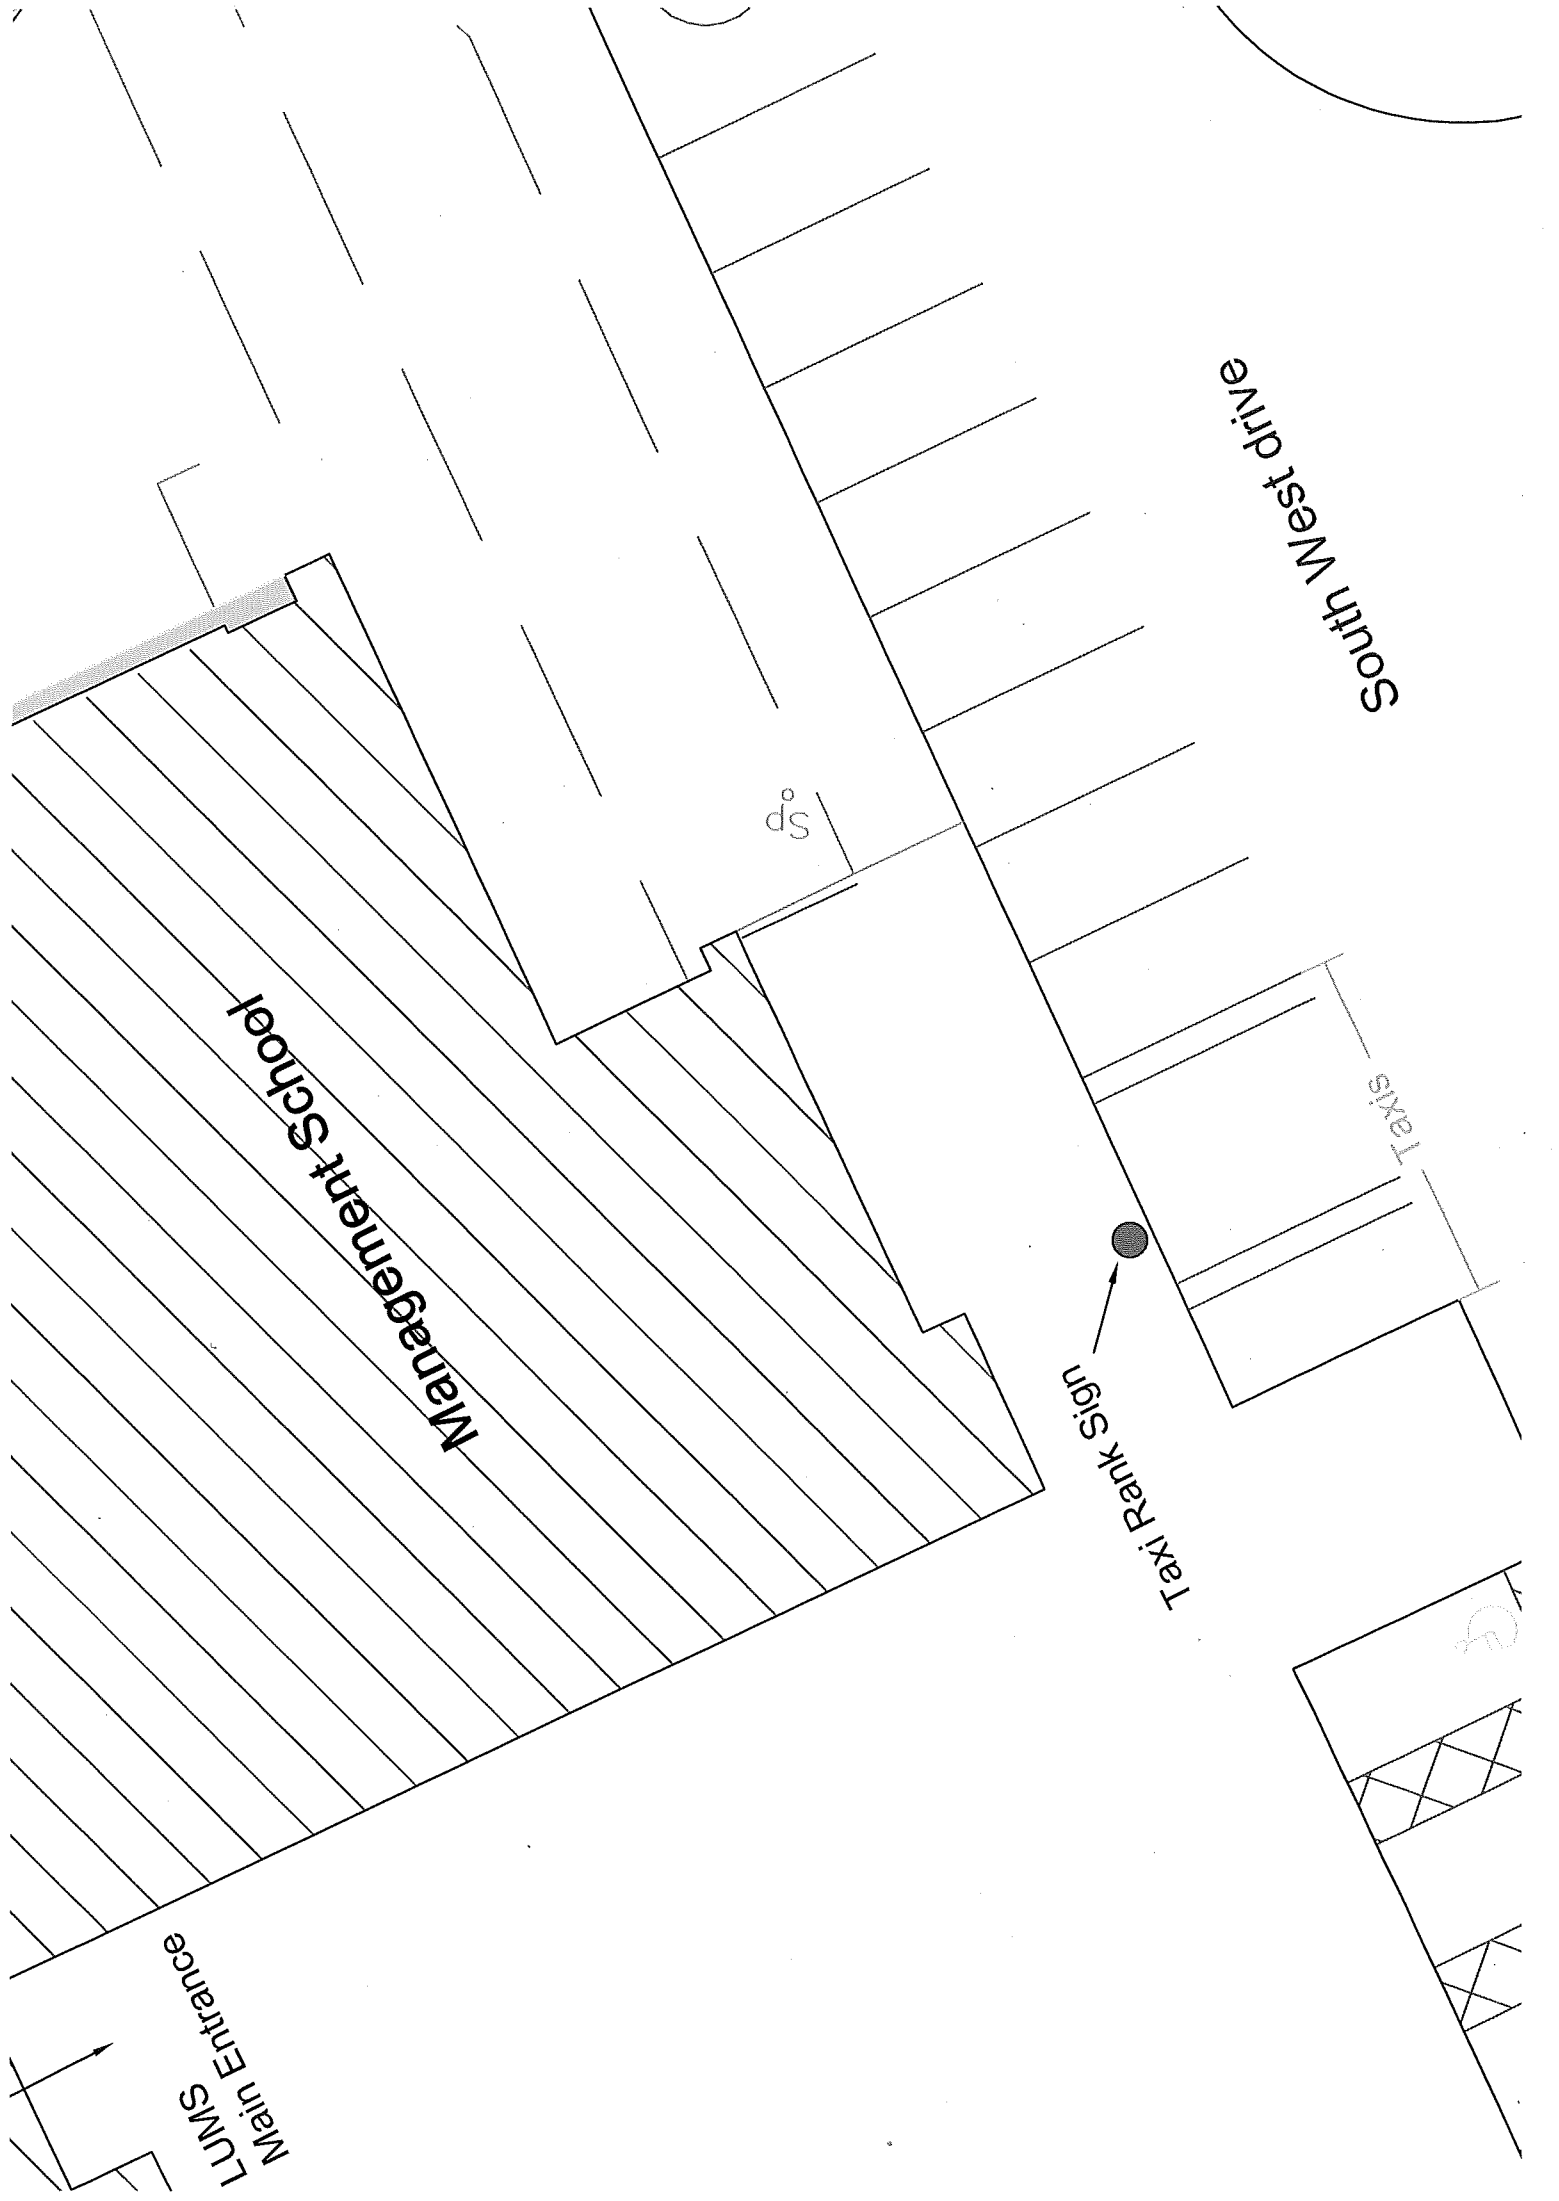 South West drive
Sp
Taxis
Management School
Taxi Rank Sign
LUMS
Main Entrance